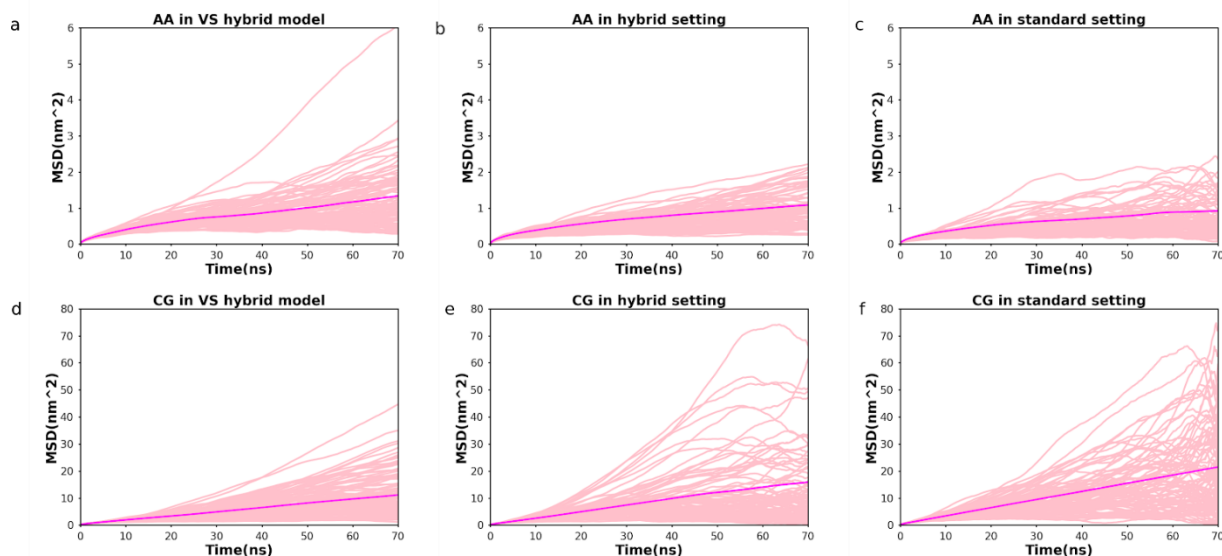 a
AA in VS hybrid model
MSD(nm^2)
6
5
4
3
2
1
0
0 10 20 30 40 50 60 70
Time(ns)
b
AA in hybrid setting
MSD(nm^2)
6
5
4
3
2
1
0
0 10 20 30 40 50 60 70
Time(ns)
c
AA in standard setting
MSD(nm^2)
6
5
4
3
2
1
0
0 10 20 30 40 50 60 70
Time(ns)
d
CG in VS hybrid model
MSD(nm^2)
80
70
60
50
40
30
20
10
0
0 10 20 30 40 50 60 70
Time(ns)
e
CG in hybrid setting
MSD(nm^2)
80
70
60
50
40
30
20
10
0
0 10 20 30 40 50 60 70
Time(ns)
f
CG in standard setting
MSD(nm^2)
80
70
60
50
40
30
20
10
0
0 10 20 30 40 50 60 70
Time(ns)